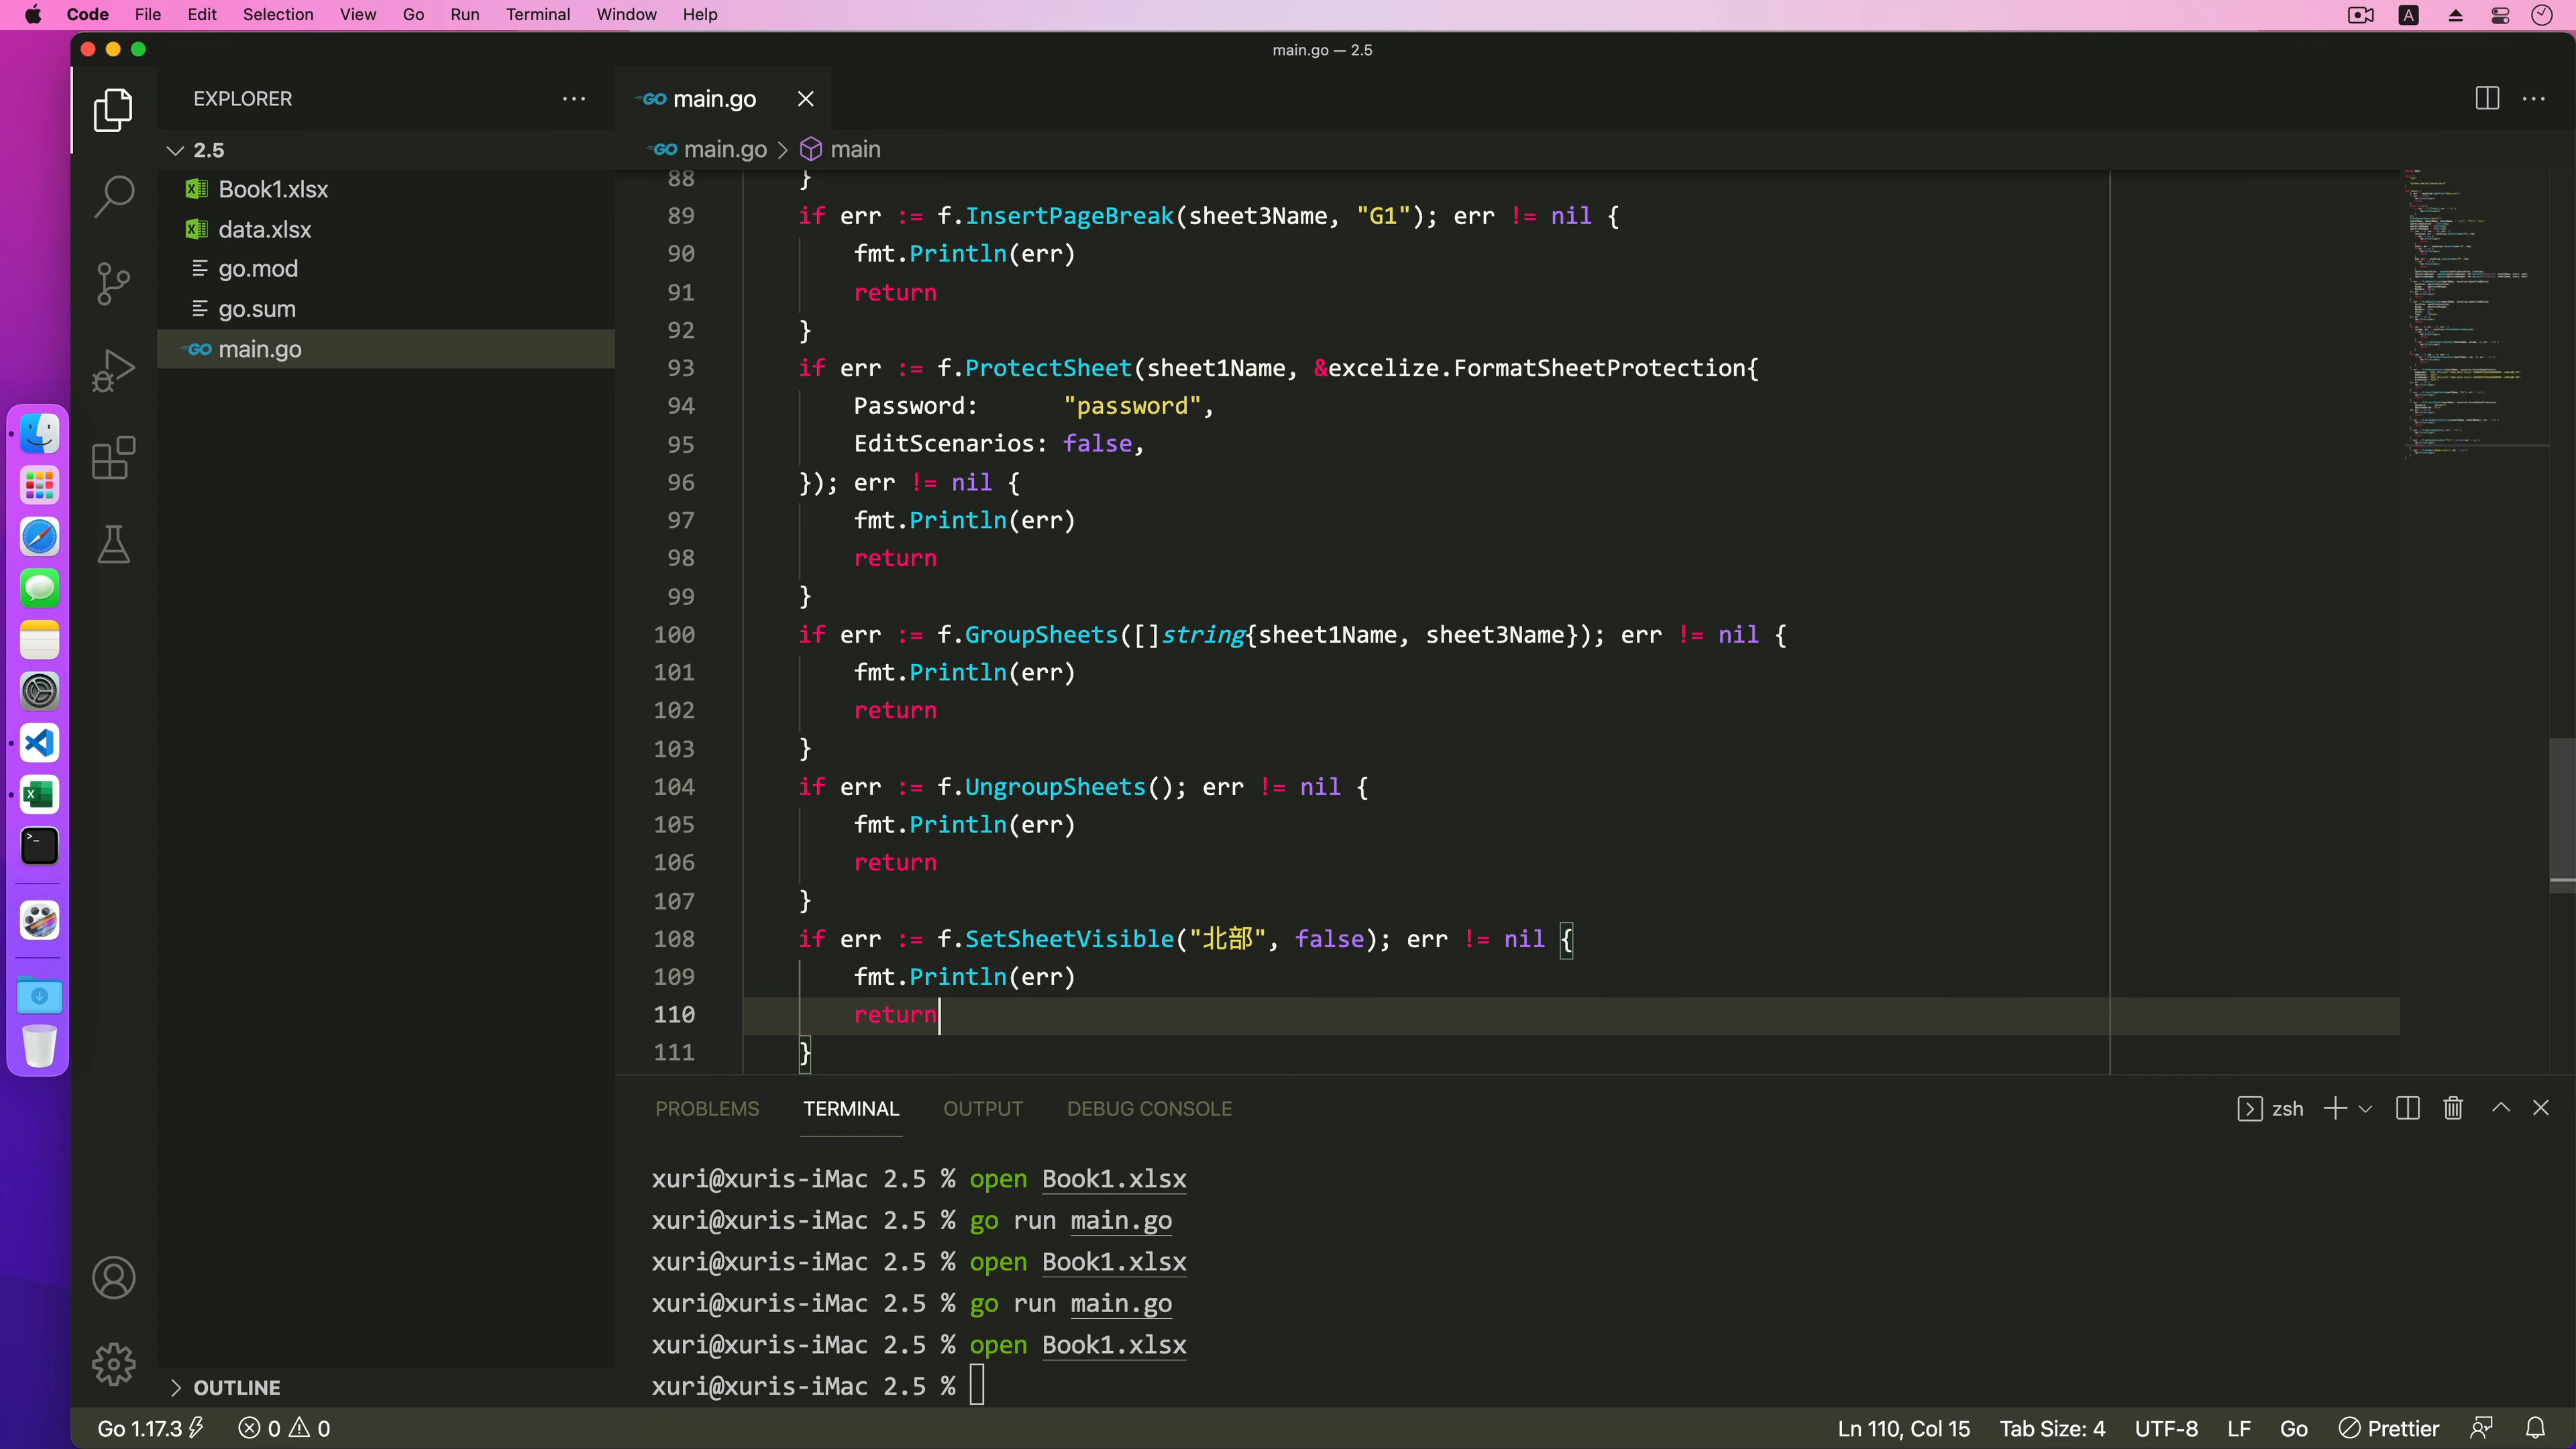 Code File Edit Selection View Go Run Terminal Window Help
A
main.go — 2.5
EXPLORER
2.5
Book1.xlsx
data.xlsx
go.mod
go.sum
GO main.go
OUTLINE
GO main.go
GO main.go > main
88 }
89 if err := f.InsertPageBreak(sheet3Name, "G1"); err != nil {
90 fmt.Println(err)
91 return
92 }
93 if err := f.ProtectSheet(sheet1Name, &excelize.FormatSheetProtection{
94 Password: "password",
95 EditScenarios: false,
96 }); err != nil {
97 fmt.Println(err)
98 return
99 }
100 if err := f.GroupSheets([]string{sheet1Name, sheet3Name}); err != nil {
101 fmt.Println(err)
102 return
103 }
104 if err := f.UngroupSheets(); err != nil {
105 fmt.Println(err)
106 return
107 }
108 if err := f.SetSheetVisible("北部", false); err != nil {
109 fmt.Println(err)
110 return
111 }
PROBLEMS TERMINAL OUTPUT DEBUG CONSOLE
zsh
xuri@xuris-iMac 2.5 % open Book1.xlsx
xuri@xuris-iMac 2.5 % go run main.go
xuri@xuris-iMac 2.5 % open Book1.xlsx
xuri@xuris-iMac 2.5 % go run main.go
xuri@xuris-iMac 2.5 % open Book1.xlsx
xuri@xuris-iMac 2.5 %
Go 1.17.3 0 0 Ln 110, Col 15 Tab Size: 4 UTF-8 LF Go Prettier